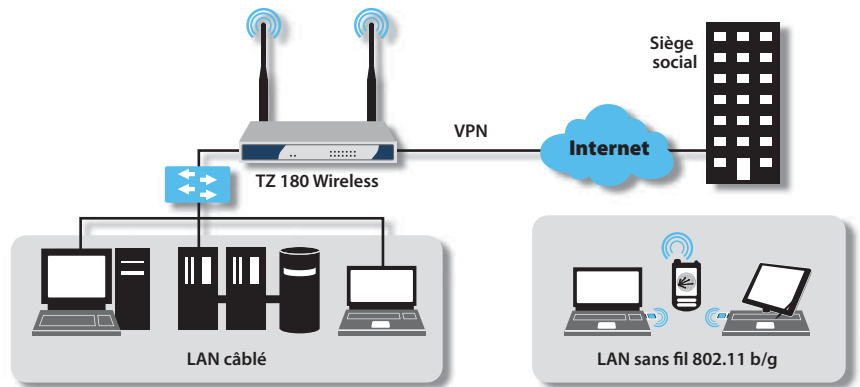 Siège
social
VPN
Internet
TZ 180 Wireless
LAN câblé
LAN sans fil 802.11 b/g